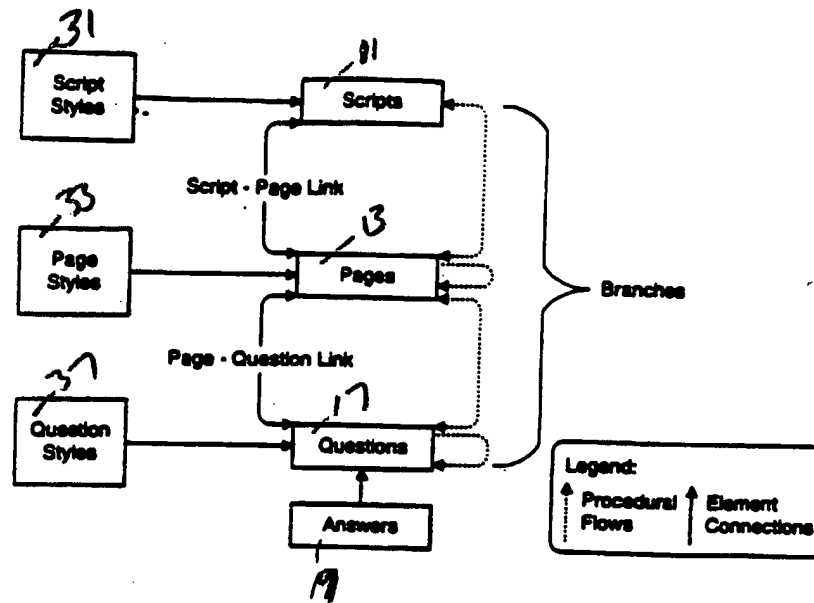 31
11
Script
Styles
Scripts
Script - Page Link
33
13
Page
Styles
Pages
Branches
Page - Question Link
37
17
Question
Styles
Questions
Legend:
Procedural
Flows
Element
Connections
Answers
19